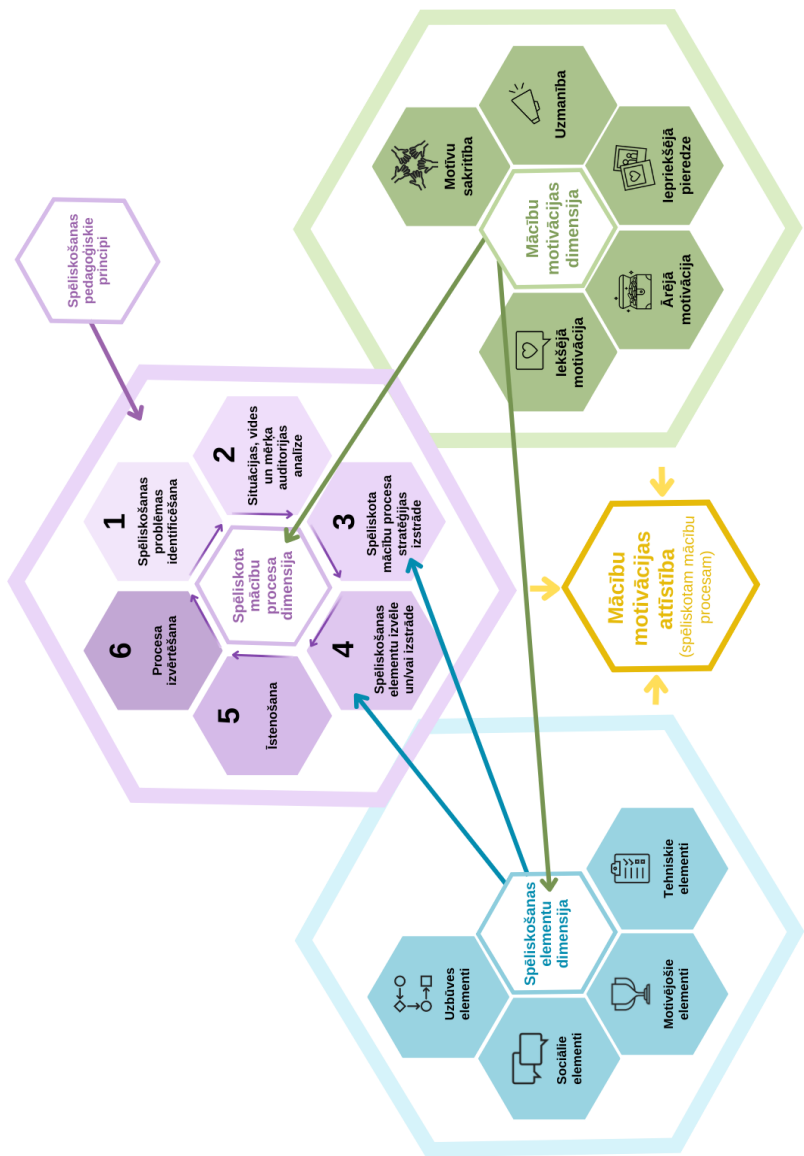 Spēliskošanas
pedagoģiskie
principi
1
Spēliskošanas
problēmas
identificēšana
2
Situācijas, vides
un mērķa
auditorijas
analīze
3
Spēliskota
mācību procesa
stratēģijas
izstrāde
4
Spēliskošanas
elementu izvēle
un/vai izstrāde
5
Īstenošana
6
Procesa
izvērtēšana
Spēliskota
mācību
procesa
dimensija
Uzbūves
elementi
Sociālie
elementi
Motivējošie
elementi
Tehniskie
elementi
Spēliskošanas
elementu
dimensija
Motīvu
sakritība
Uzmanība
Iepriekšējā
pieredze
Ārējā
motivācija
Iekšējā
motivācija
Mācību
motivācijas
dimensija
Mācību
motivācijas
attīstība
(spēliskotam mācību
procesam)